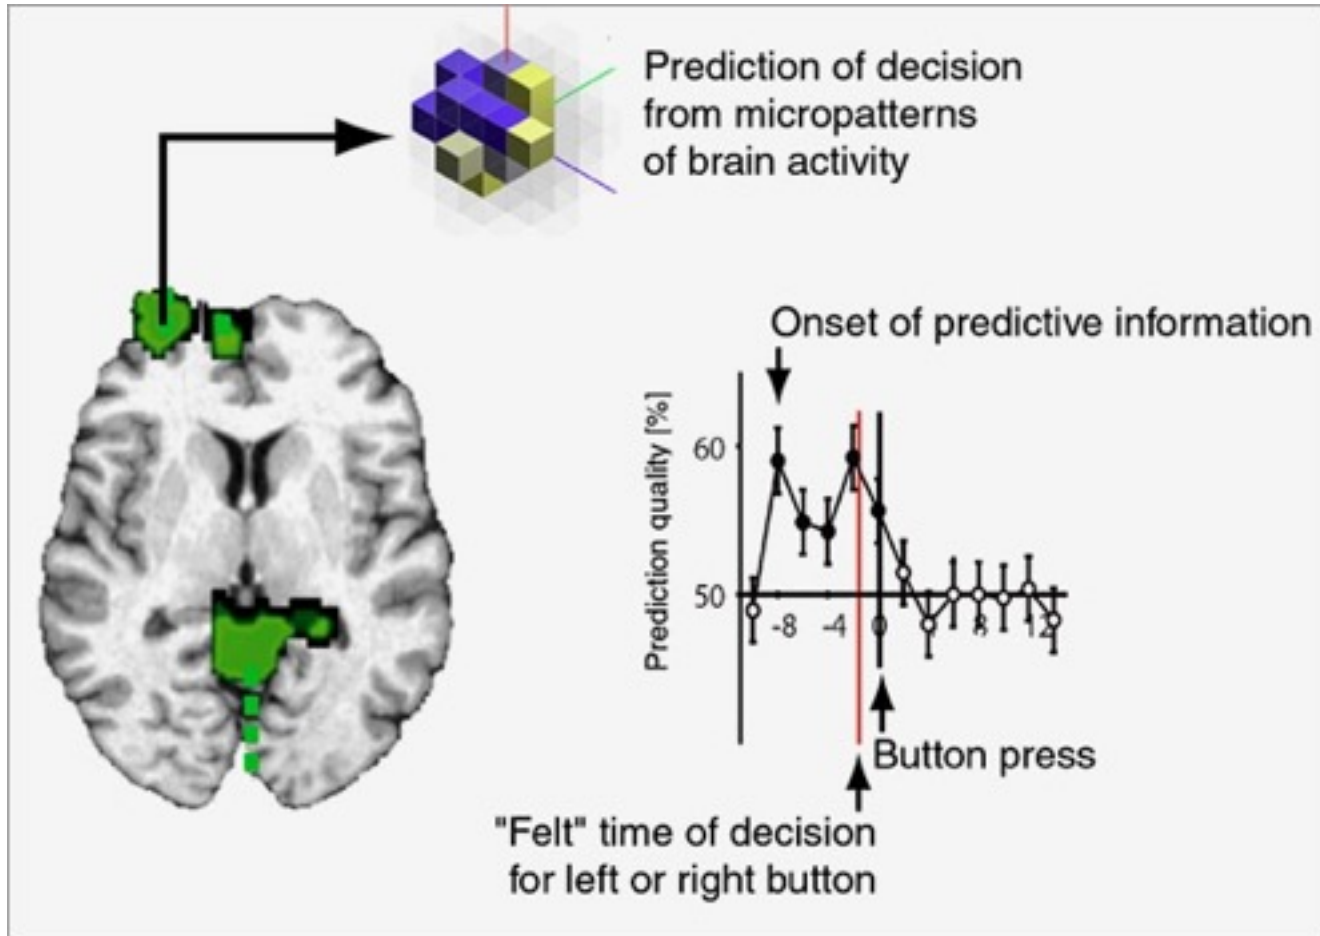 Prediction of decision
from micropatterns
of brain activity
Onset of predictive information
Prediction quality [%]
60
50
-8 -4 0 8 12
Button press
"Felt" time of decision
for left or right button